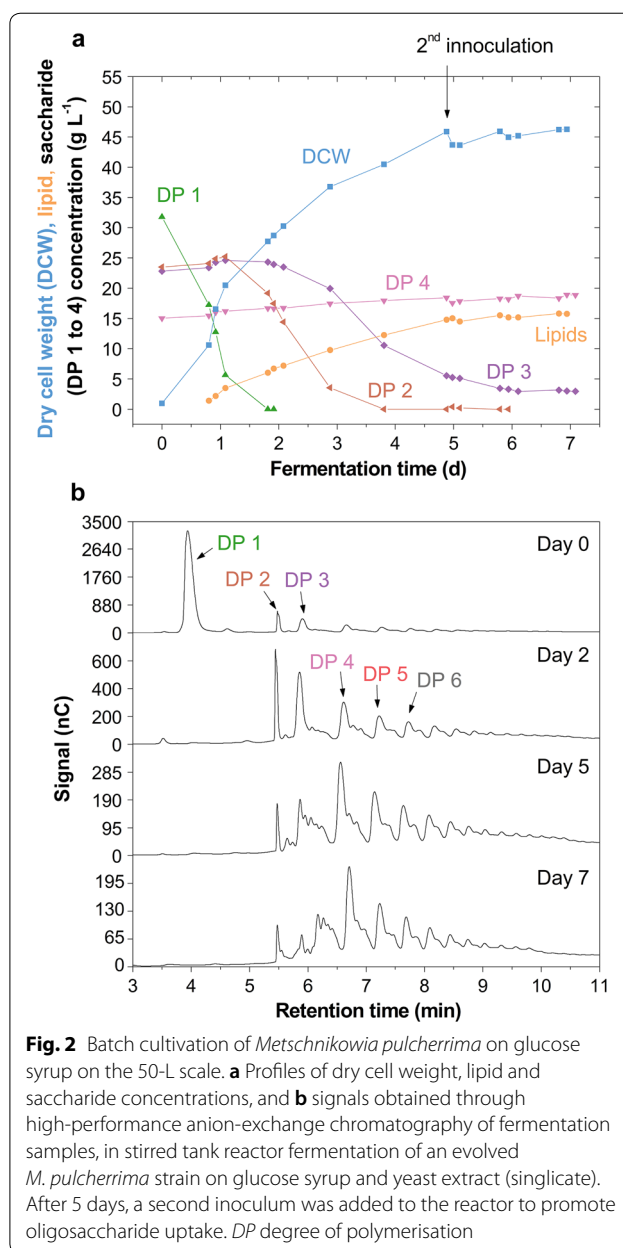 a
2nd innoculation
Dry cell weight (DCW), lipid, saccharide
(DP 1 to 4) concentration (g L-1)
55
50
45
40
35
30
25
20
15
10
5
0
DCW
DP 1
DP 4
Lipids
DP 3
DP 2
0 1 2 3 4 5 6 7
Fermentation time (d)
b
Signal (nC)
3500
2640
1760
880
0
Day 0
DP 1
DP 2 DP 3
600
400
200
0
Day 2
DP 4
DP 5
DP 6
285
190
95
0
Day 5
195
130
65
0
Day 7
3 4 5 6 7 8 9 10 11
Retention time (min)
Fig. 2 Batch cultivation of Metschnikowia pulcherrima on glucose
syrup on the 50-L scale. a Profiles of dry cell weight, lipid and
saccharide concentrations, and b signals obtained through
high-performance anion-exchange chromatography of fermentation
samples, in stirred tank reactor fermentation of an evolved
M. pulcherrima strain on glucose syrup and yeast extract (singlicate).
After 5 days, a second inoculum was added to the reactor to promote
oligosaccharide uptake. DP degree of polymerisation